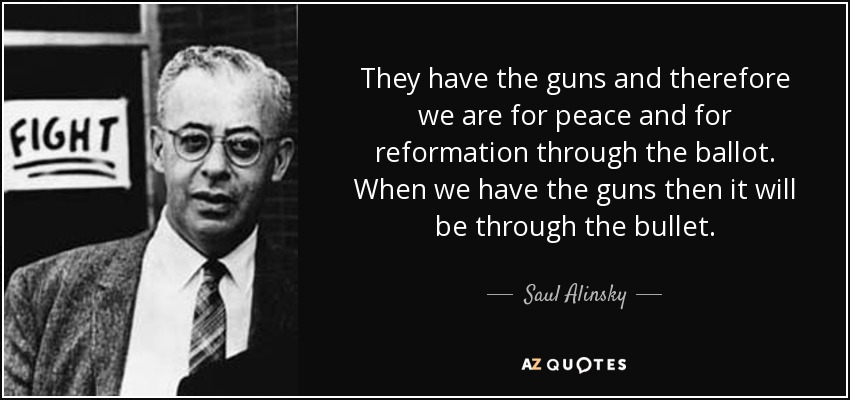 FIGHT
They have the guns and therefore
we are for peace and for
reformation through the ballot.
When we have the guns then it will
be through the bullet.
Saul Alinsky
AZ QUOTES